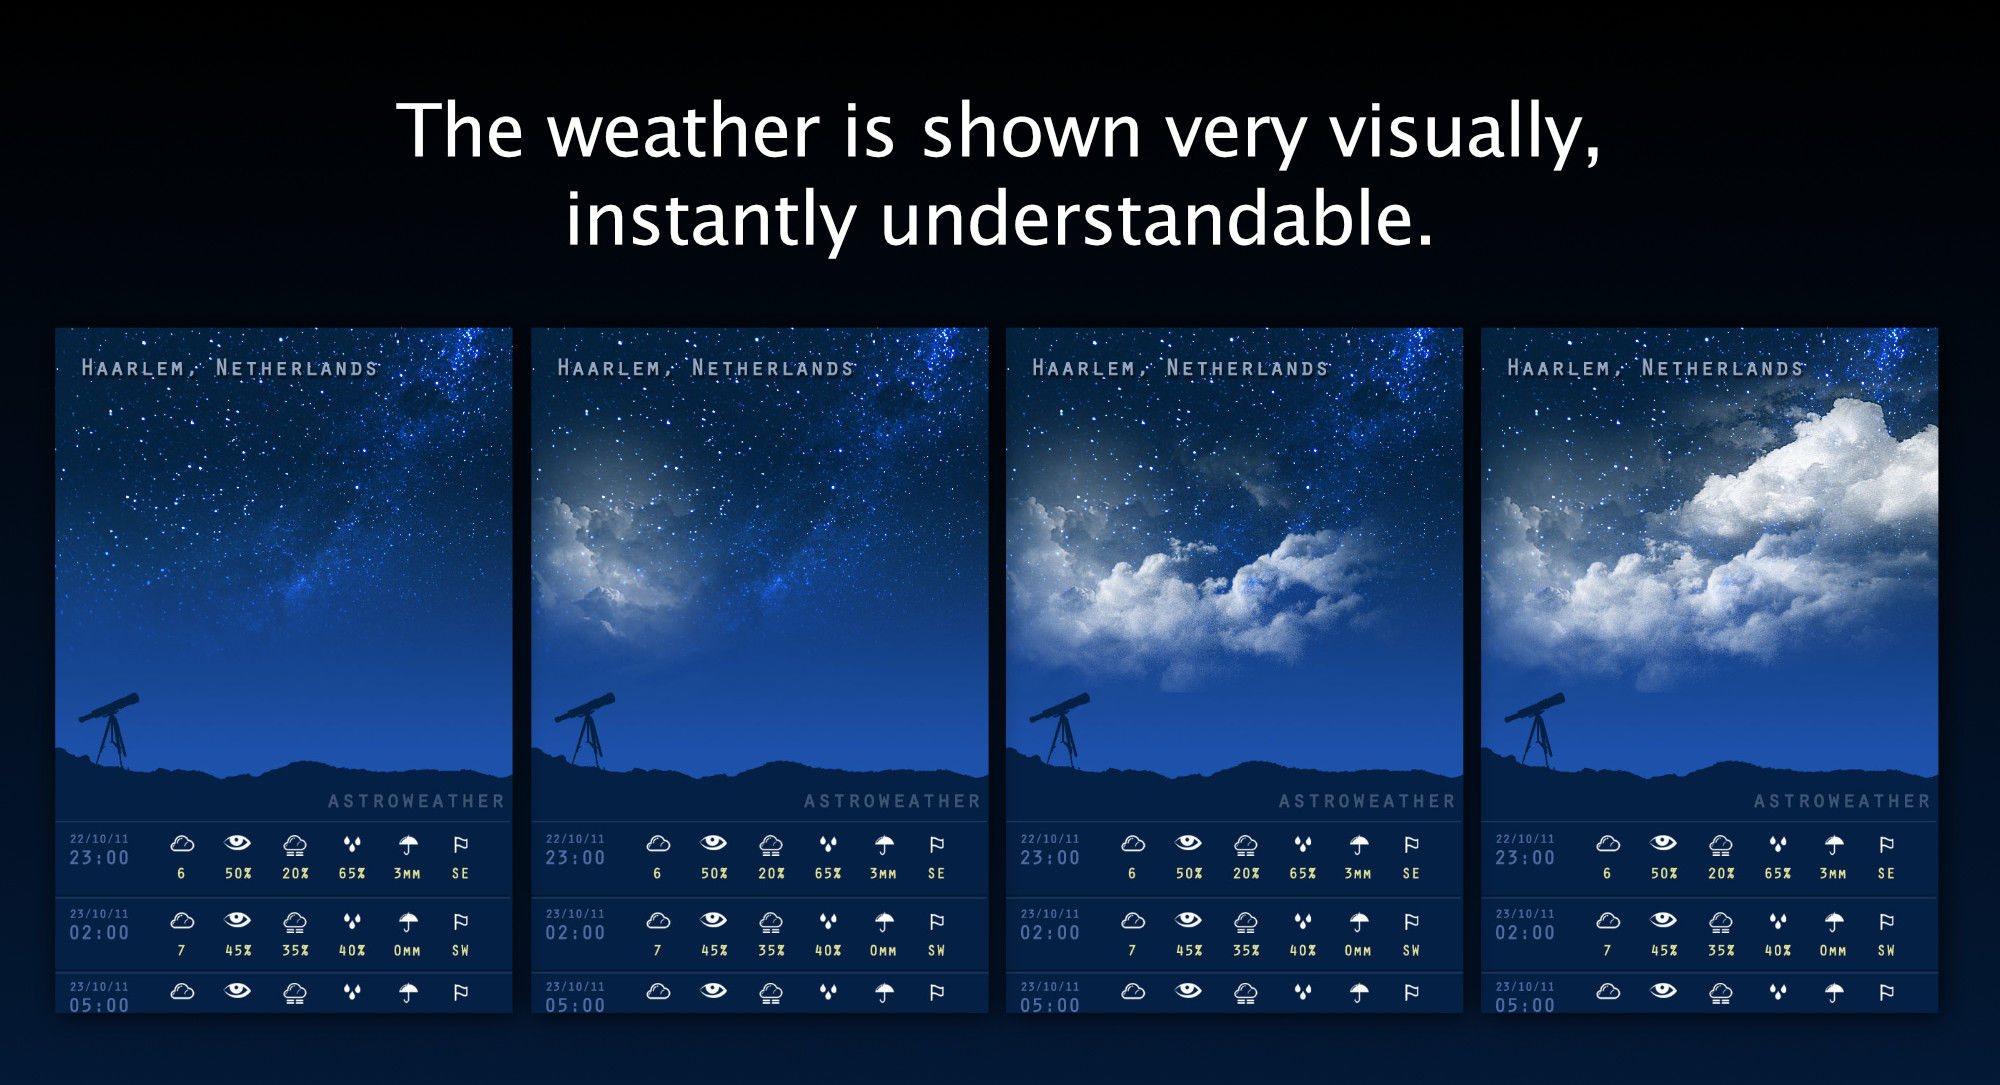 The weather is shown very visually,
instantly understandable.
Haarlem, Netherlands
ASTROWEATHER
22/10/11
23:00
6 50% 20% 65% 3mm SE
23/10/11
02:00
7 45% 35% 40% 0mm SW
23/10/11
05:00
Haarlem, Netherlands
ASTROWEATHER
22/10/11
23:00
6 50% 20% 65% 3mm SE
23/10/11
02:00
7 45% 35% 40% 0mm SW
23/10/11
05:00
Haarlem, Netherlands
ASTROWEATHER
22/10/11
23:00
6 50% 20% 65% 3mm SE
23/10/11
02:00
7 45% 35% 40% 0mm SW
23/10/11
05:00
Haarlem, Netherlands
ASTROWEATHER
22/10/11
23:00
6 50% 20% 65% 3mm SE
23/10/11
02:00
7 45% 35% 40% 0mm SW
23/10/11
05:00